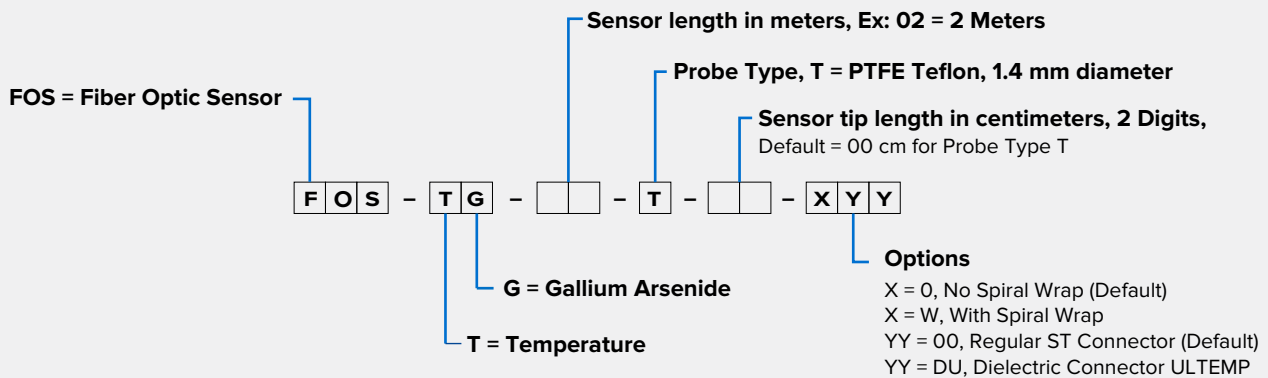 Sensor length in meters, Ex: 02 = 2 Meters
Probe Type, T = PTFE Teflon, 1.4 mm diameter
FOS = Fiber Optic Sensor
Sensor tip length in centimeters, 2 Digits,
Default = 00 cm for Probe Type T
F O S – T G – – T – – X Y Y
Options
G = Gallium Arsenide
X = 0, No Spiral Wrap (Default)
X = W, With Spiral Wrap
T = Temperature
YY = 00, Regular ST Connector (Default)
YY = DU, Dielectric Connector ULTEMP